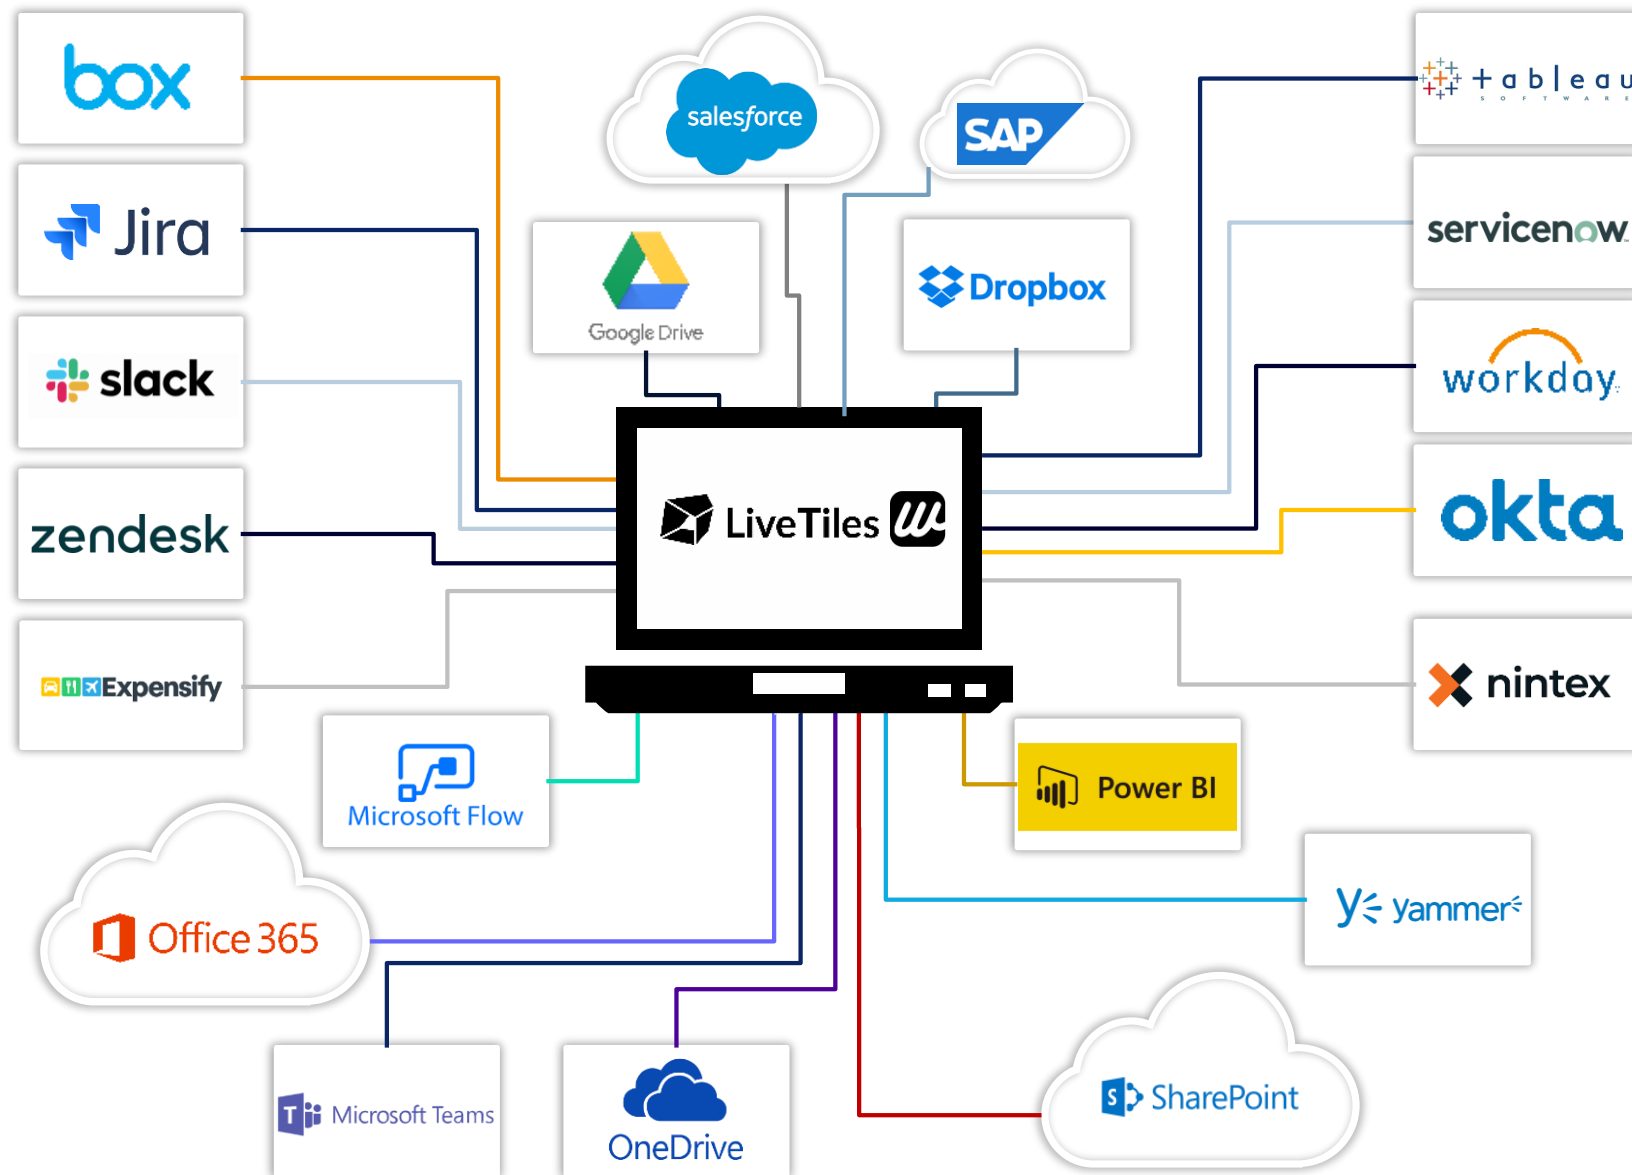 box
salesforce
SAP
+ a b l e a u
S O F T W A R E
Jira
Google Drive
Dropbox
servicenow
slack
workday
LiveTiles
zendesk
okta
Expensify
nintex
Microsoft Flow
Power BI
Office 365
yammer
Microsoft Teams
OneDrive
S SharePoint